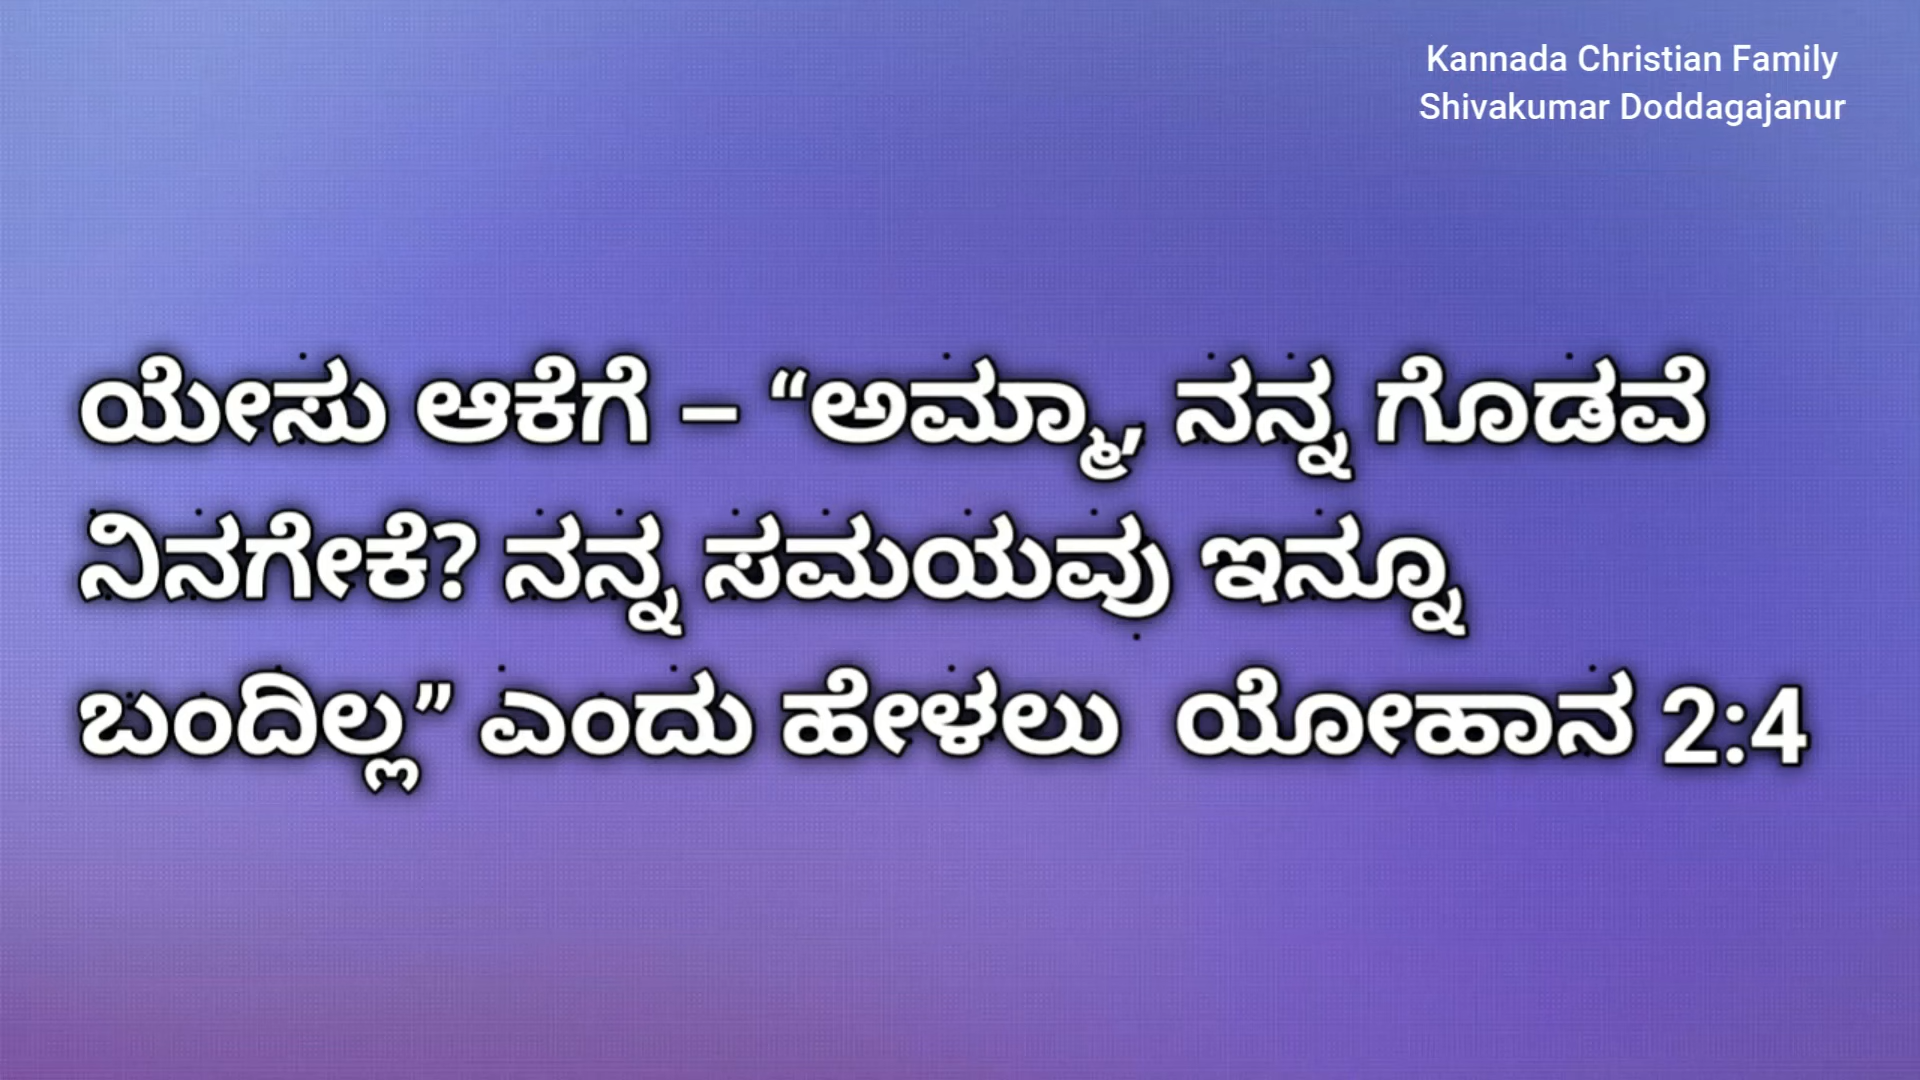 Kannada Christian Family
Shivakumar Doddagajanur
ಯೇಸು ಆಕೆಗೆ – “ಅಮ್ಮಾ, ನನ್ನ ಗೊಡವೆ
ನಿನಗೇಕೆ? ನನ್ನ ಸಮಯವು ಇನ್ನೂ
ಬಂದಿಲ್ಲ” ಎಂದು ಹೇಳಲು  ಯೋಹಾನ 2:4